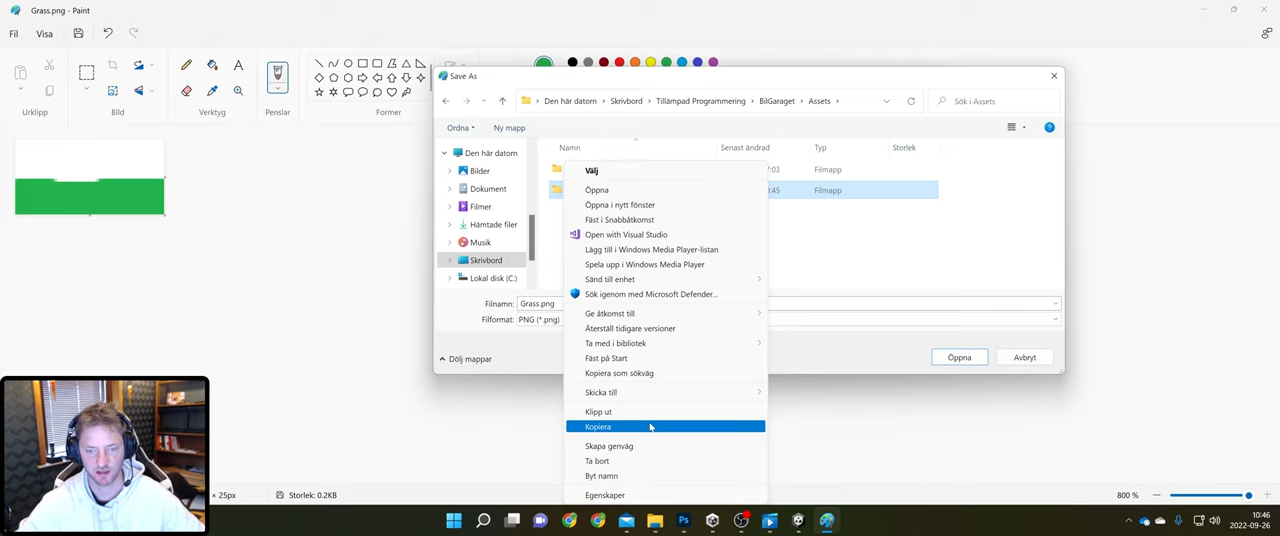 Grass.png - Paint
Fil
Visa
Urklipp
Bild
Verktyg
Penslar
Former
Save As
Den här datorn
Skrivbord
Tillämpad Programmering
BilGaraget
Assets
Sök i Assets
Ordna
Ny mapp
Den här datorn
Bilder
Dokument
Filmer
Hämtade filer
Musik
Skrivbord
Lokal disk (C:)
Namn
Senast ändrad
Typ
Storlek
7:03
Filmapp
:45
Filmapp
Välj
Öppna
Öppna i nytt fönster
Fäst i Snabbåtkomst
Open with Visual Studio
Lägg till i Windows Media Player-listan
Spela upp i Windows Media Player
Sänd till enhet
Sök igenom med Microsoft Defender...
Ge åtkomst till
Återställ tidigare versioner
Ta med i bibliotek
Fäst på Start
Kopiera som sökväg
Skicka till
Klipp ut
Kopiera
Skapa genväg
Ta bort
Byt namn
Egenskaper
Filnamn: Grass.png
Filformat: PNG (*.png)
Dölj mappar
Öppna
Avbryt
× 25px
Storlek: 0.2KB
800 %
10:46
2022-09-26